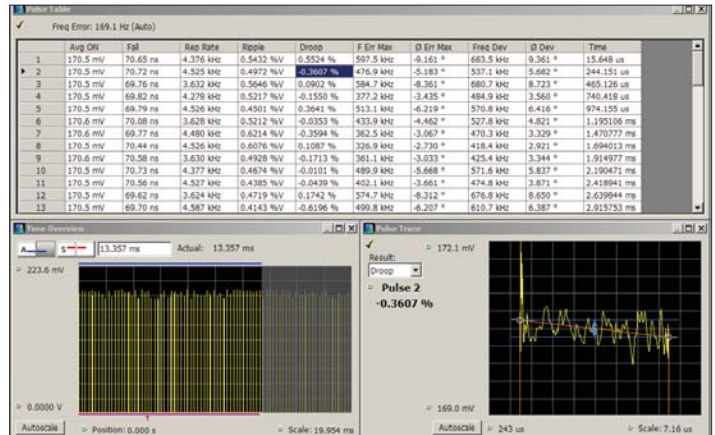 Pulse Table
Freq Error: 169.1 Hz (Auto)
Avg ON Fall Rep Rate Ripple Droop F Err Max Ø Err Max Freq Dev Ø Dev Time
1 170.5 mV 70.65 ns 4.376 kHz 0.5432 %V 0.5524 % 597.5 kHz -9.161 ° 683.5 kHz 9.361 ° 15.648 us
2 170.5 mV 70.72 ns 4.525 kHz 0.4972 %V -0.3607 % 476.9 kHz -5.183 ° 537.1 kHz 5.682 ° 244.151 us
3 170.5 mV 69.76 ns 3.632 kHz 0.5646 %V 0.0902 % 584.7 kHz -8.361 ° 680.7 kHz 8.723 ° 465.126 us
4 170.5 mV 69.82 ns 4.278 kHz 0.5217 %V -0.1550 % 377.2 kHz -3.435 ° 484.9 kHz 3.560 ° 740.418 us
5 170.5 mV 69.79 ns 4.526 kHz 0.4501 %V 0.3641 % 513.1 kHz -6.219 ° 570.8 kHz 6.416 ° 974.155 us
6 170.6 mV 70.08 ns 3.628 kHz 0.5212 %V -0.0353 % 433.9 kHz -4.462 ° 527.8 kHz 4.821 ° 1.195106 ms
7 170.6 mV 69.77 ns 4.480 kHz 0.6214 %V -0.3594 % 362.5 kHz -3.067 ° 470.3 kHz 3.329 ° 1.470777 ms
8 170.5 mV 70.44 ns 4.526 kHz 0.6076 %V 0.1087 % 326.9 kHz -2.730 ° 418.4 kHz 2.921 ° 1.694013 ms
9 170.6 mV 70.58 ns 3.630 kHz 0.4928 %V -0.1713 % 361.1 kHz -3.033 ° 425.4 kHz 3.344 ° 1.914977 ms
10 170.5 mV 70.73 ns 4.377 kHz 0.4674 %V -0.0101 % 489.9 kHz -5.668 ° 571.6 kHz 5.837 ° 2.190471 ms
11 170.5 mV 70.56 ns 4.527 kHz 0.4385 %V -0.0439 % 402.1 kHz -3.661 ° 474.8 kHz 3.871 ° 2.418941 ms
12 170.5 mV 69.62 ns 3.624 kHz 0.4719 %V 0.1742 % 574.7 kHz -8.312 ° 676.8 kHz 8.650 ° 2.639844 ms
13 170.5 mV 69.70 ns 4.587 kHz 0.4143 %V -0.6196 % 499.8 kHz -6.207 ° 610.7 kHz 6.387 ° 2.915753 ms
Time Overview
A S 13.357 ms Actual: 13.357 ms
223.6 mV
0.0000 V
Autoscale Position: 0.000 s Scale: 19.954 ms
Pulse Trace
Result:
Droop
Pulse 2
-0.3607 %
172.1 mV
169.0 mV
Autoscale 243 us Scale: 7.16 us